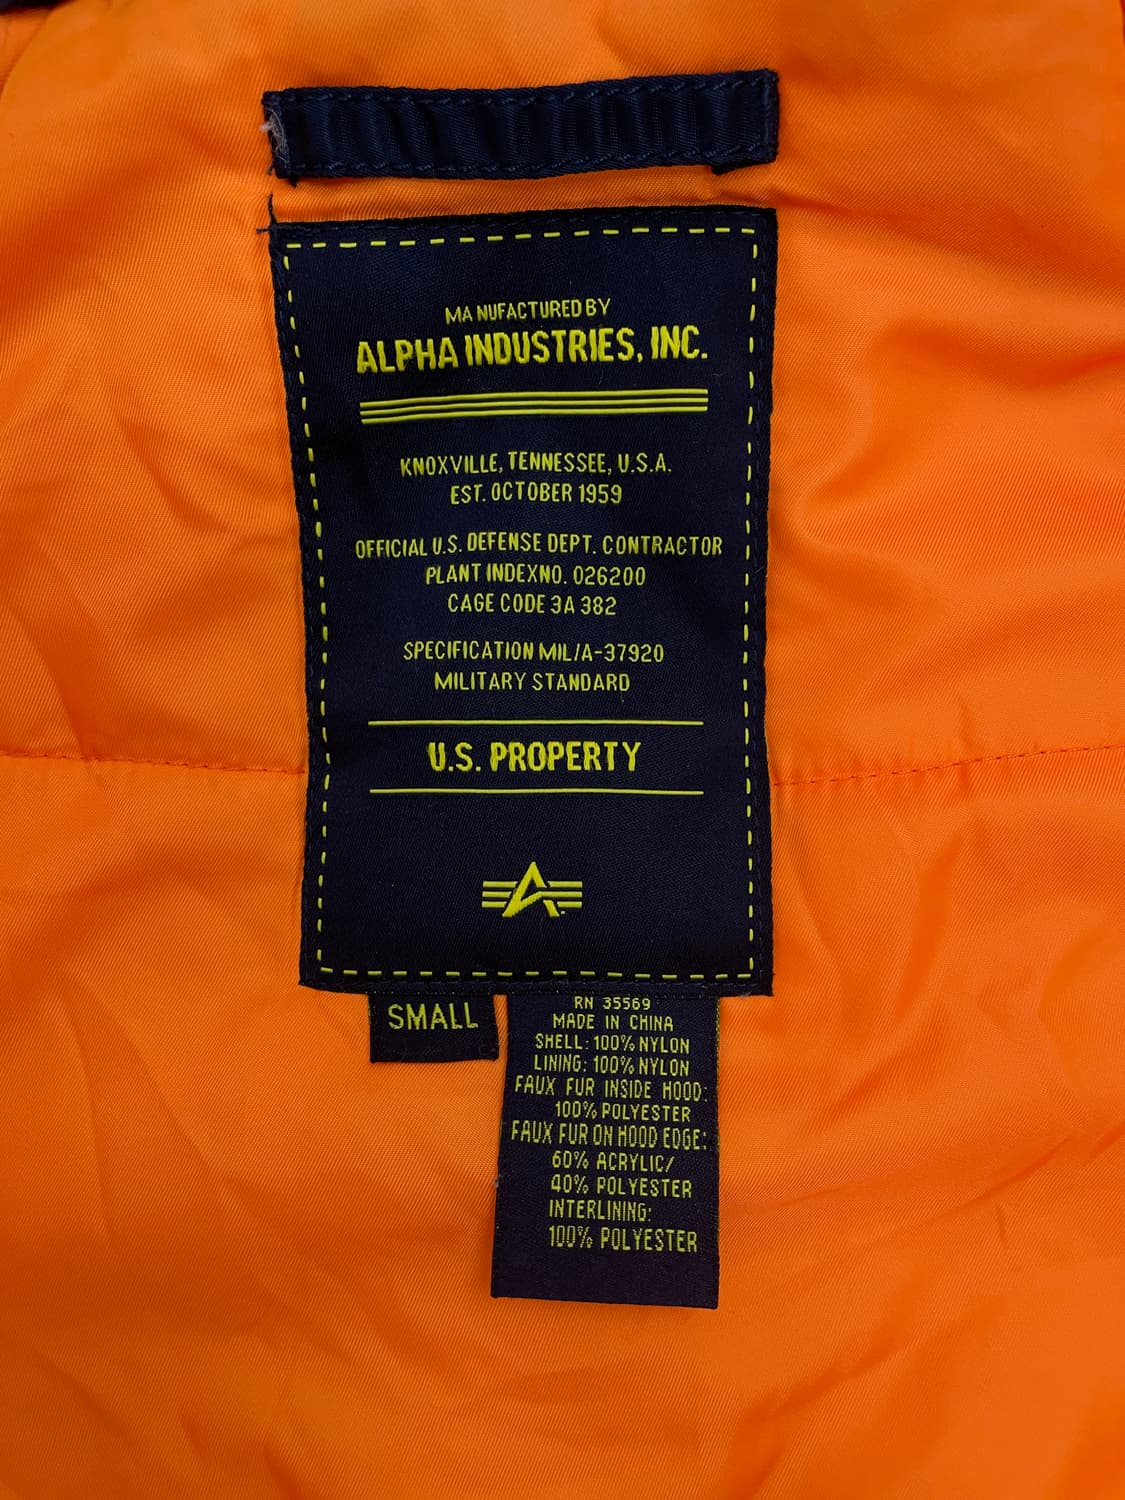 MANUFACTURED BY
ALPHA INDUSTRIES, INC.
KNOXVILLE, TENNESSEE, U.S.A.
EST. OCTOBER 1959
OFFICIAL U.S. DEFENSE DEPT. CONTRACTOR
PLANT INDEXNO. 026200
CAGE CODE 3A 382
SPECIFICATION MIL/A-37920
MILITARY STANDARD
U.S. PROPERTY
A
SMALL
RN 35569
MADE IN CHINA
SHELL: 100% NYLON
LINING: 100% NYLON
FAUX FUR INSIDE HOOD:
100% POLYESTER
FAUX FUR ON HOOD EDGE:
60% ACRYLIC/
40% POLYESTER
INTERLINING:
100% POLYESTER